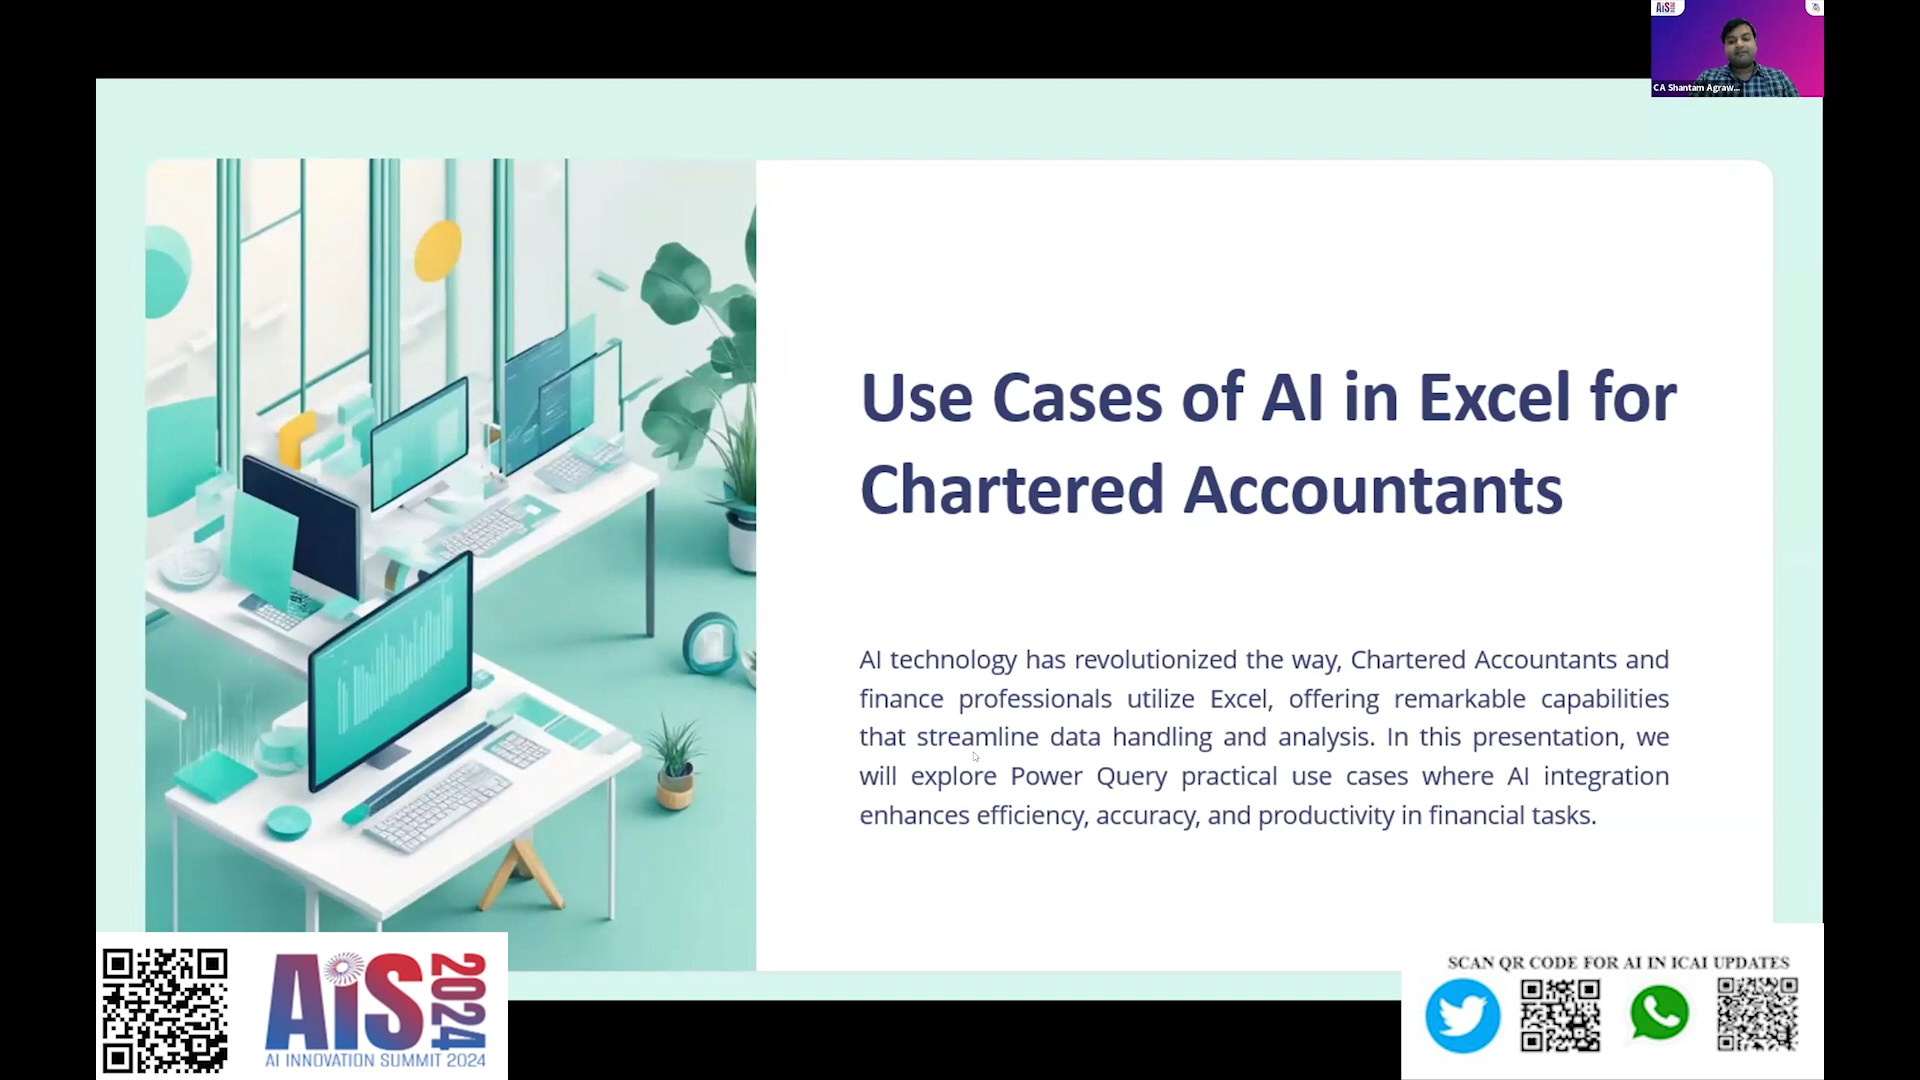 AiS
CA Shantam Agraw...
Use Cases of AI in Excel for
Chartered Accountants
AI technology has revolutionized the way, Chartered Accountants and
finance professionals utilize Excel, offering remarkable capabilities
that streamline data handling and analysis. In this presentation, we
will explore Power Query practical use cases where AI integration
enhances efficiency, accuracy, and productivity in financial tasks.
AiS 2024
AI INNOVATION SUMMIT 2024
SCAN QR CODE FOR AI IN ICAI UPDATES